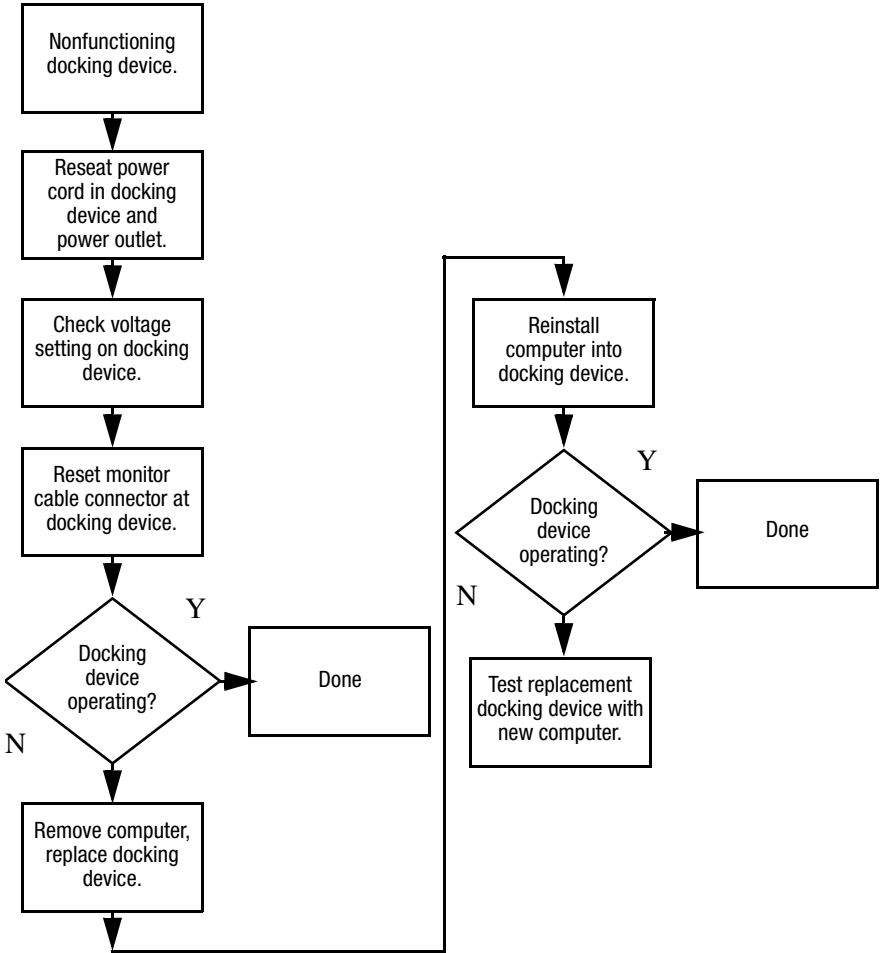 Nonfunctioning
docking device.
Reseat power
cord in docking
device and
power outlet.
Check voltage
setting on docking
device.
Reset monitor
cable connector at
docking device.
Y
Docking
device
operating?
Done
N
Remove computer,
replace docking
device.
Reinstall
computer into
docking device.
Y
Docking
device
operating?
Done
N
Test replacement
docking device with
new computer.